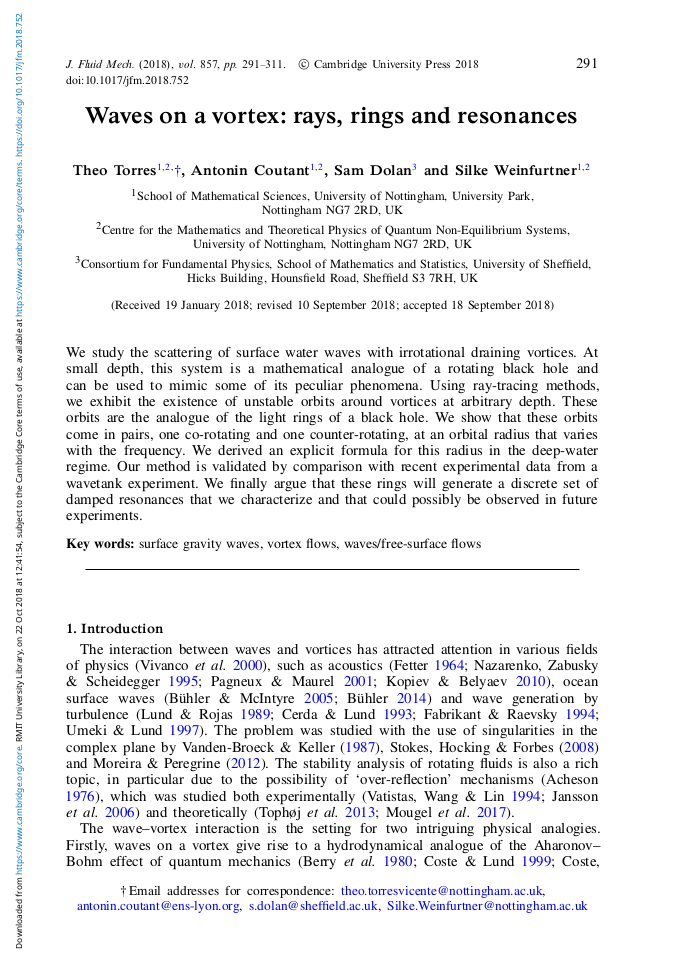 J. Fluid Mech. (2018), vol. 857, pp. 291–311. © Cambridge University Press 2018
291
doi:10.1017/jfm.2018.752
Waves on a vortex: rays, rings and resonances
Theo Torres1,2,†, Antonin Coutant1,2, Sam Dolan3 and Silke Weinfurtner1,2
1School of Mathematical Sciences, University of Nottingham, University Park,
Nottingham NG7 2RD, UK
2Centre for the Mathematics and Theoretical Physics of Quantum Non-Equilibrium Systems,
University of Nottingham, Nottingham NG7 2RD, UK
3Consortium for Fundamental Physics, School of Mathematics and Statistics, University of Sheffield,
Hicks Building, Hounsfield Road, Sheffield S3 7RH, UK
(Received 19 January 2018; revised 10 September 2018; accepted 18 September 2018)
We study the scattering of surface water waves with irrotational draining vortices. At
small depth, this system is a mathematical analogue of a rotating black hole and
can be used to mimic some of its peculiar phenomena. Using ray-tracing methods,
we exhibit the existence of unstable orbits around vortices at arbitrary depth. These
orbits are the analogue of the light rings of a black hole. We show that these orbits
come in pairs, one co-rotating and one counter-rotating, at an orbital radius that varies
with the frequency. We derived an explicit formula for this radius in the deep-water
regime. Our method is validated by comparison with recent experimental data from a
wavetank experiment. We finally argue that these rings will generate a discrete set of
damped resonances that we characterize and that could possibly be observed in future
experiments.
Key words: surface gravity waves, vortex flows, waves/free-surface flows
1. Introduction
The interaction between waves and vortices has attracted attention in various fields
of physics (Vivanco et al. 2000), such as acoustics (Fetter 1964; Nazarenko, Zabusky
& Scheidegger 1995; Pagneux & Maurel 2001; Kopiev & Belyaev 2010), ocean
surface waves (Bühler & McIntyre 2005; Bühler 2014) and wave generation by
turbulence (Lund & Rojas 1989; Cerda & Lund 1993; Fabrikant & Raevsky 1994;
Umeki & Lund 1997). The problem was studied with the use of singularities in the
complex plane by Vanden-Broeck & Keller (1987), Stokes, Hocking & Forbes (2008)
and Moreira & Peregrine (2012). The stability analysis of rotating fluids is also a rich
topic, in particular due to the possibility of ‘over-reflection’ mechanisms (Acheson
1976), which was studied both experimentally (Vatistas, Wang & Lin 1994; Jansson
et al. 2006) and theoretically (Tophøj et al. 2013; Mougel et al. 2017).
The wave–vortex interaction is the setting for two intriguing physical analogies.
Firstly, waves on a vortex give rise to a hydrodynamical analogue of the Aharonov–
Bohm effect of quantum mechanics (Berry et al. 1980; Coste & Lund 1999; Coste,
† Email addresses for correspondence: theo.torresvicente@nottingham.ac.uk,
antonin.coutant@ens-lyon.org, s.dolan@sheffield.ac.uk, Silke.Weinfurtner@nottingham.ac.uk
Downloaded from https://www.cambridge.org/core. RMIT University Library, on 22 Oct 2018 at 12:41:54, subject to the Cambridge Core terms of use, available at https://www.cambridge.org/core/terms. https://doi.org/10.1017/jfm.2018.752